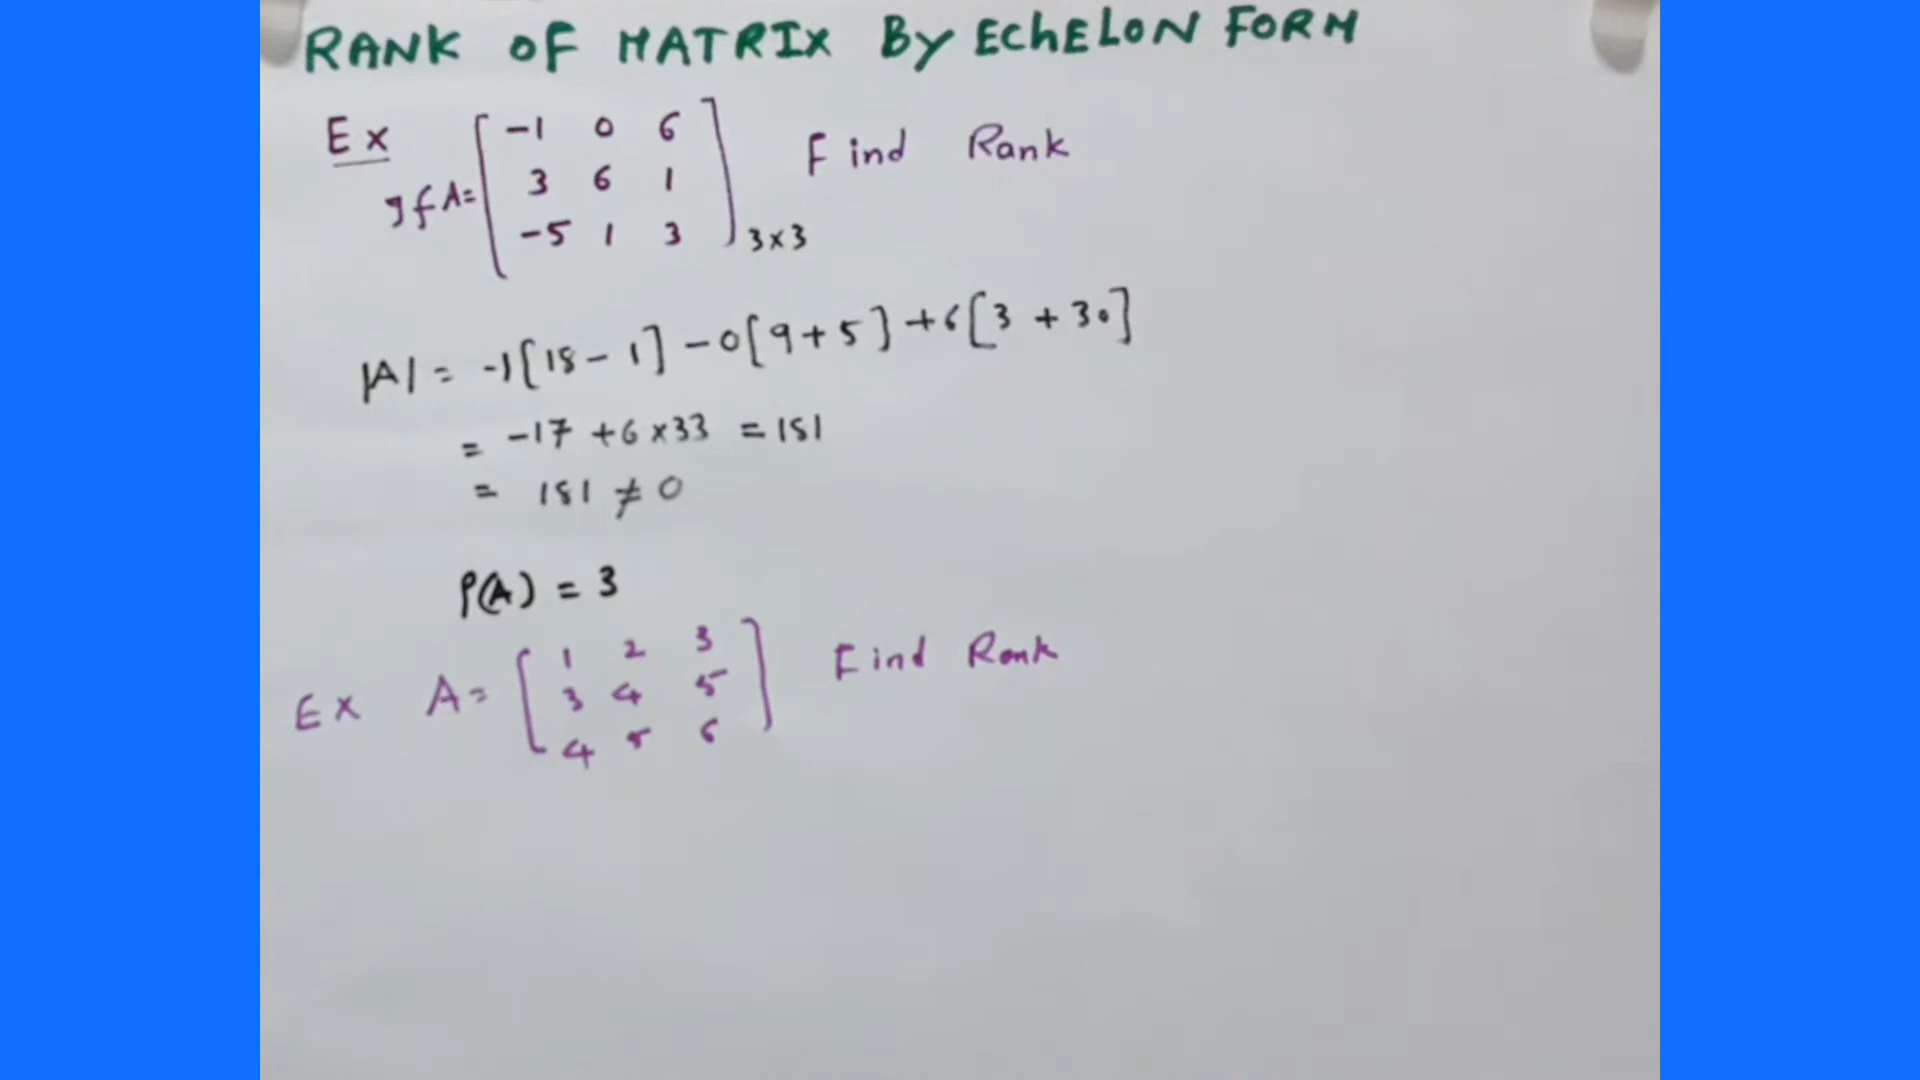 RANK OF MATRIX By EChELON FORM
Ex
If A= [ -1 0 6 Find Rank
3 6 1
-5 1 3 ] 3×3
|A| = -1[18-1] -0[9+5] +6[3+30]
= -17 +6×33 = 181
= 181 ≠ 0
ρ(A) = 3
Ex A= [ 1 2 3 Find Rank
3 4 5
4 5 6 ]